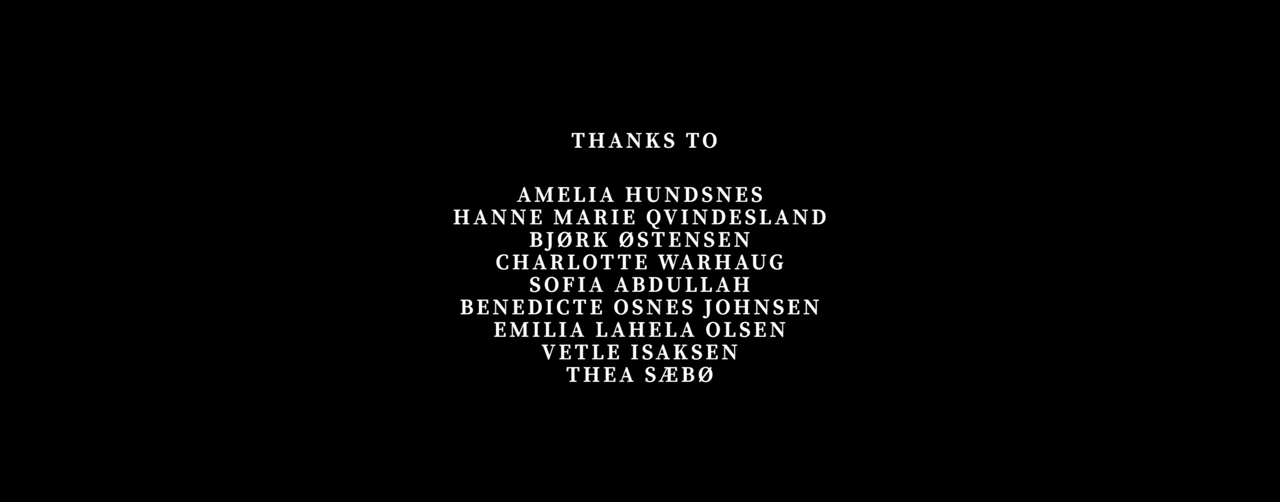 THANKS TO
AMELIA HUNDSNES
HANNE MARIE QVINDESLAND
BJØRK ØSTENSEN
CHARLOTTE WARHAUG
SOFIA ABDULLAH
BENEDICTE OSNES JOHNSEN
EMILIA LAHELA OLSEN
VETLE ISAKSEN
THEA SÆBØ